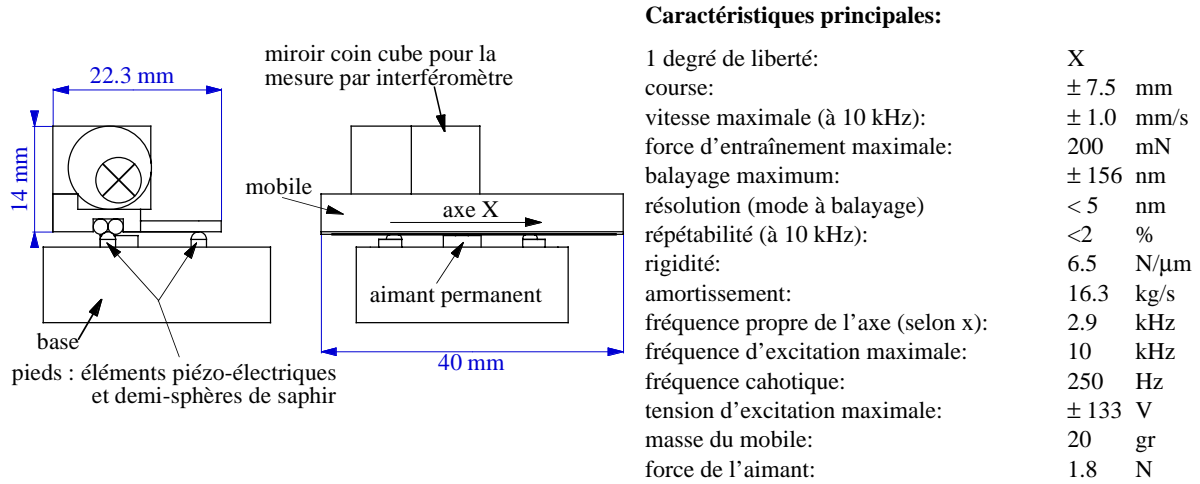 22.3 mm
14 mm
miroir coin cube pour la
mesure par interféromètre
mobile
axe X
aimant permanent
base
40 mm
pieds : éléments piézo-électriques
et demi-sphères de saphir
Caractéristiques principales:
1 degré de liberté: X
course: ± 7.5 mm
vitesse maximale (à 10 kHz): ± 1.0 mm/s
force d'entraînement maximale: 200 mN
balayage maximum: ± 156 nm
résolution (mode à balayage) < 5 nm
répétabilité (à 10 kHz): <2 %
rigidité: 6.5 N/µm
amortissement: 16.3 kg/s
fréquence propre de l'axe (selon x): 2.9 kHz
fréquence d'excitation maximale: 10 kHz
fréquence cahotique: 250 Hz
tension d'excitation maximale: ± 133 V
masse du mobile: 20 gr
force de l'aimant: 1.8 N